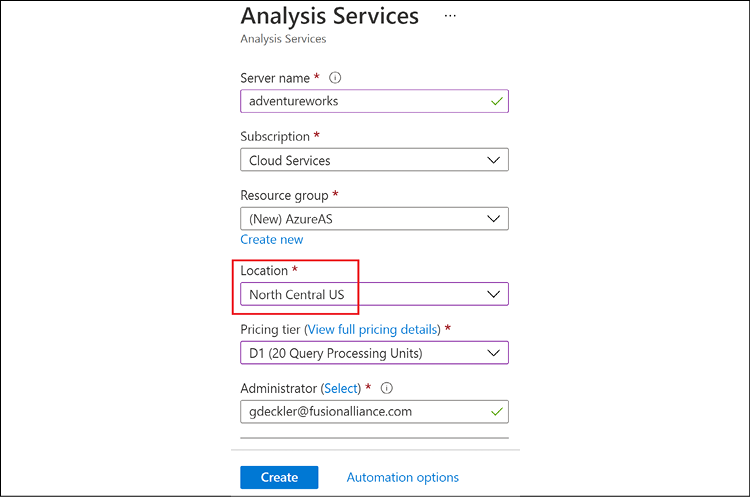 Analysis Services ...
Analysis Services
Server name *
adventureworks
Subscription *
Cloud Services
Resource group *
(New) AzureAS
Create new
Location *
North Central US
Pricing tier (View full pricing details) *
D1 (20 Query Processing Units)
Administrator (Select) *
gdeckler@fusionalliance.com
Create Automation options